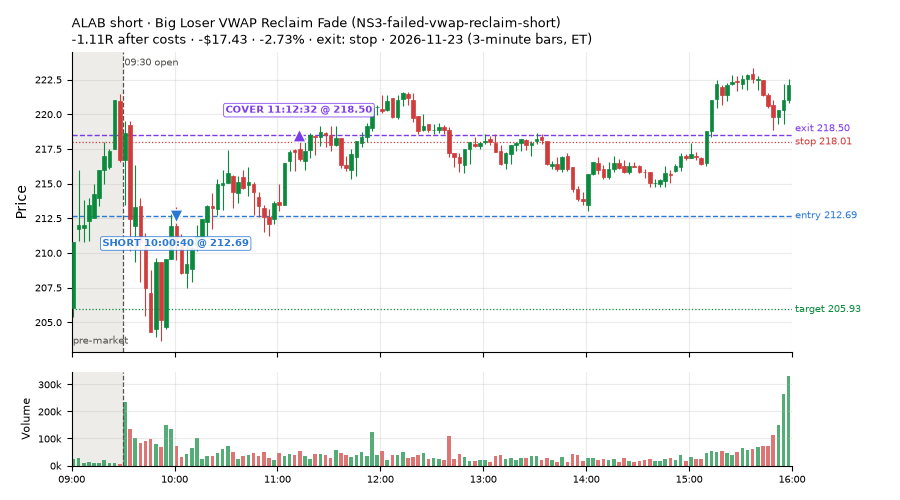 ALAB short · Big Loser VWAP Reclaim Fade (NS3-failed-vwap-reclaim-short)
-1.11R after costs · -$17.43 · -2.73% · exit: stop · 2026-11-23 (3-minute bars, ET)
09:30 open
Price
222.5
220.0
217.5
215.0
212.5
210.0
207.5
205.0
COVER 11:12:32 @ 218.50
SHORT 10:00:40 @ 212.69
exit 218.50
stop 218.01
entry 212.69
target 205.93
pre-market
Volume
300k
200k
100k
0k
09:00
10:00
11:00
12:00
13:00
14:00
15:00
16:00